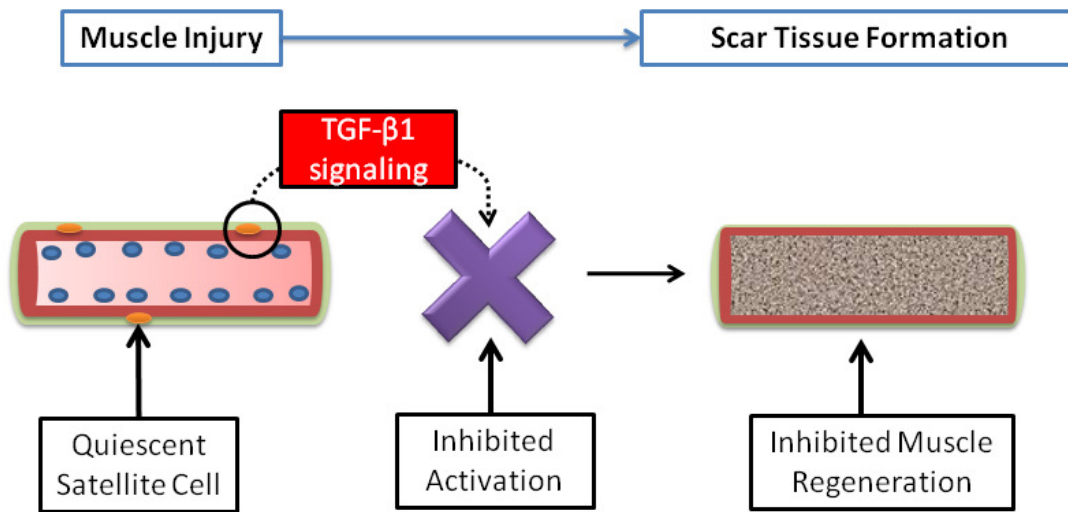 Muscle Injury
Scar Tissue Formation
TGF-β1
signaling
Quiescent
Satellite Cell
Inhibited
Activation
Inhibited Muscle
Regeneration